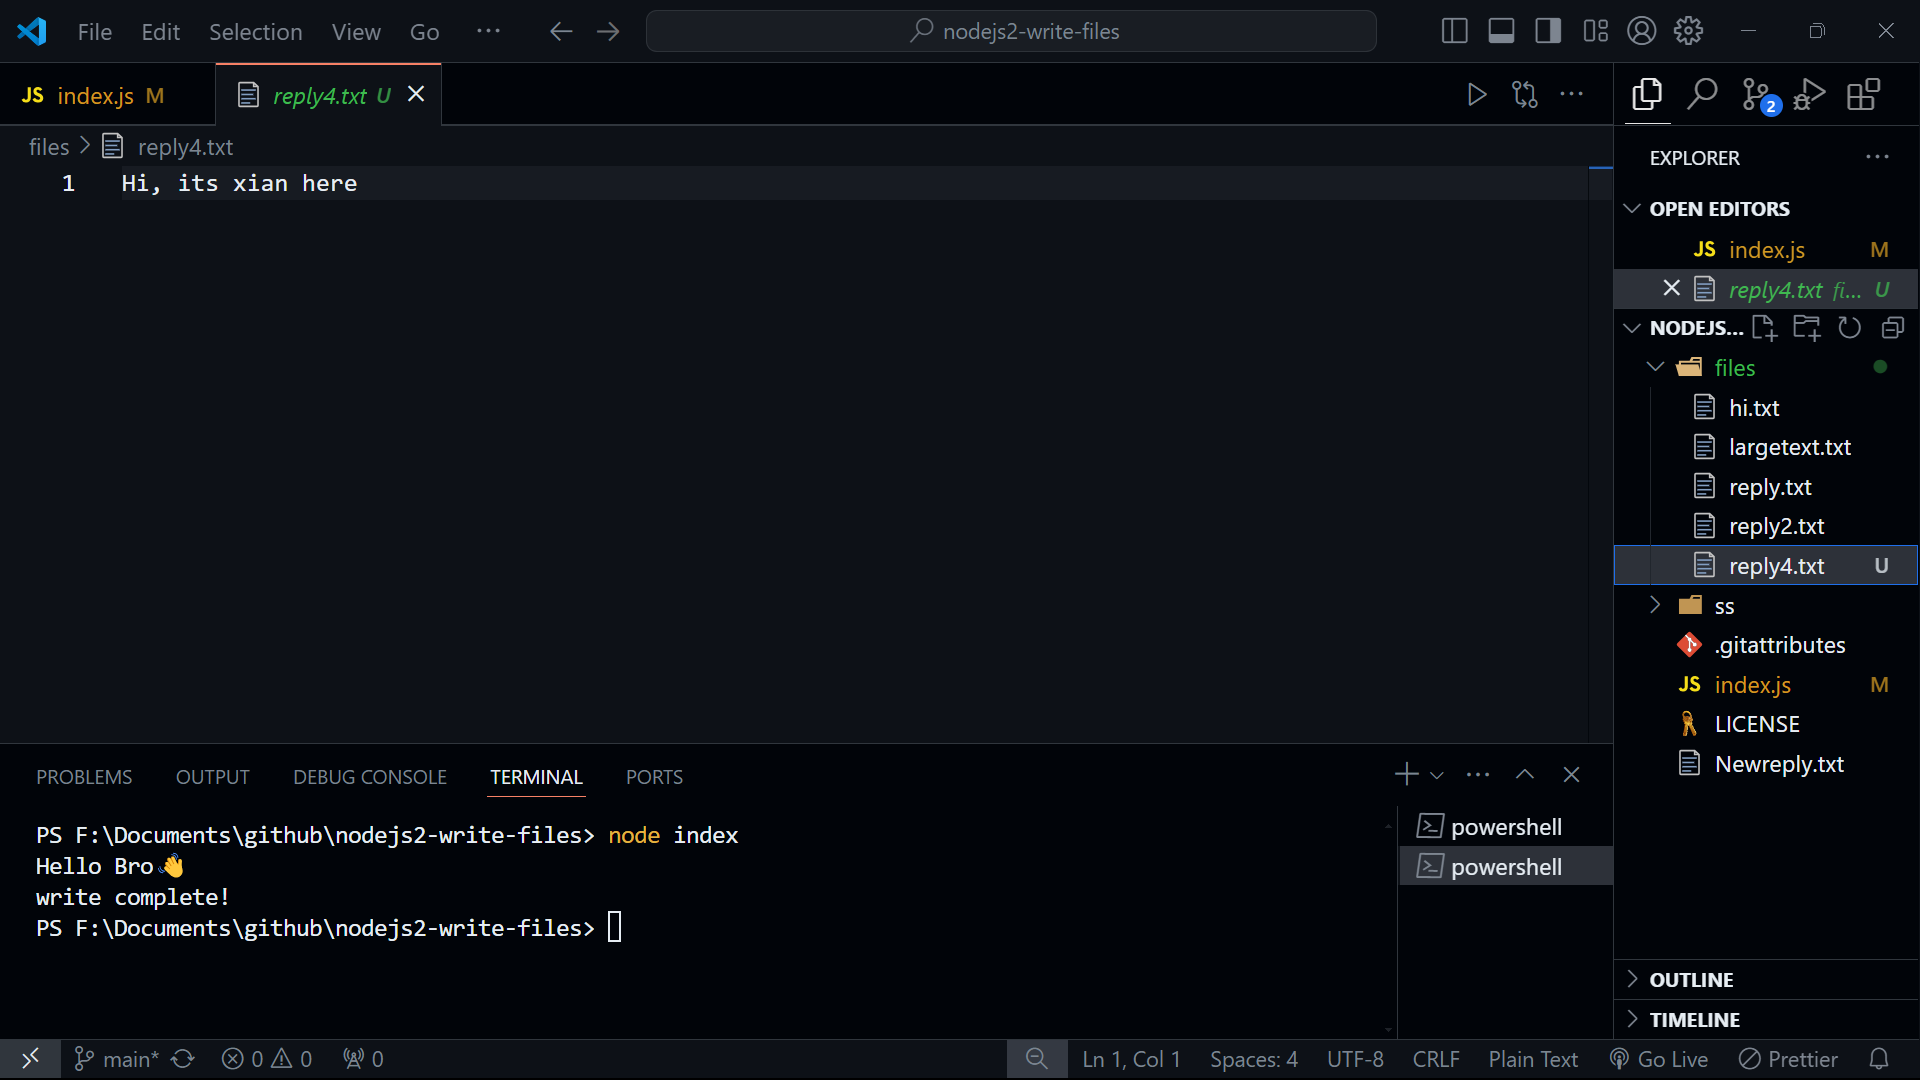 File Edit Selection View Go ··· nodejs2-write-files
JS index.js M reply4.txt U
files > reply4.txt
1 Hi, its xian here
2
EXPLORER
OPEN EDITORS
JS index.js M
reply4.txt fi... U
NODEJS...
files
hi.txt
largetext.txt
reply.txt
reply2.txt
reply4.txt U
ss
.gitattributes
JS index.js M
LICENSE
Newreply.txt
OUTLINE
TIMELINE
PROBLEMS OUTPUT DEBUG CONSOLE TERMINAL PORTS
PS F:\Documents\github\nodejs2-write-files> node index
Hello Bro👋
write complete!
PS F:\Documents\github\nodejs2-write-files>
powershell
powershell
main* 0 0 0 Ln 1, Col 1 Spaces: 4 UTF-8 CRLF Plain Text Go Live Prettier